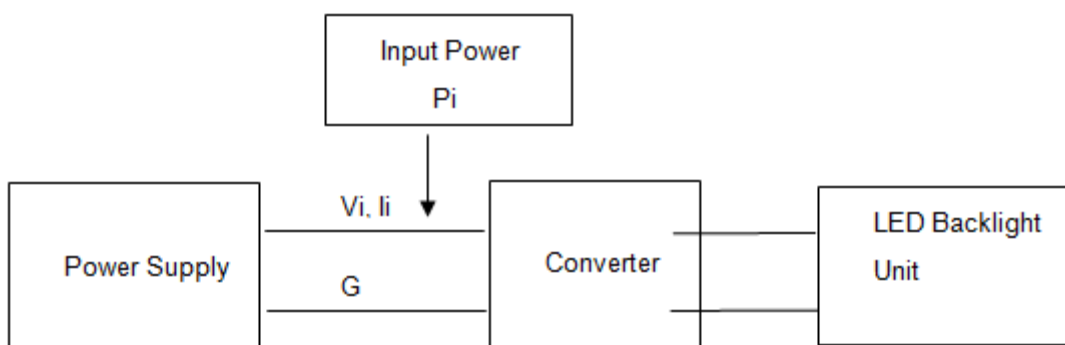 Input Power
Pi
Vi, Ii
Power Supply
G
Converter
LED Backlight
Unit